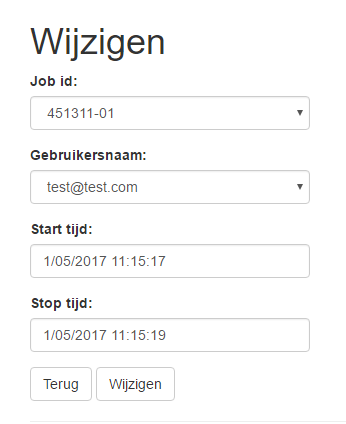 Wijzigen
Job id:
451311-01
Gebruikersnaam:
test@test.com
Start tijd:
1/05/2017 11:15:17
Stop tijd:
1/05/2017 11:15:19
Terug Wijzigen